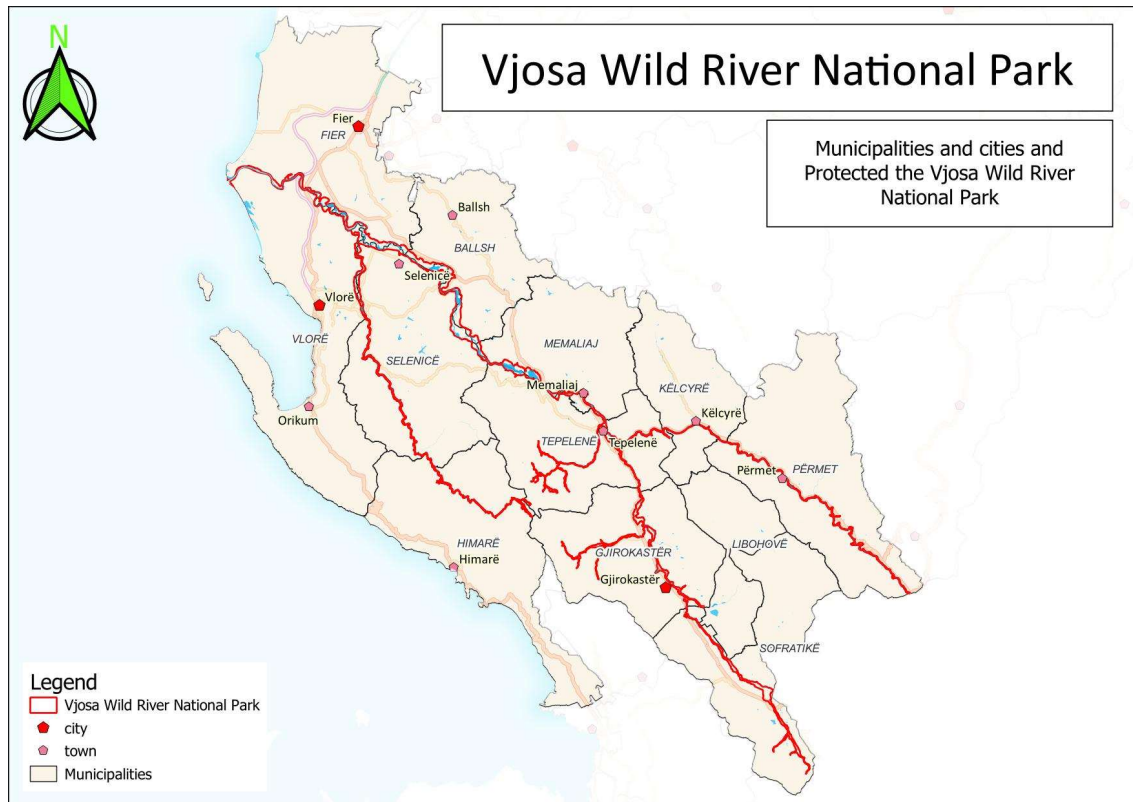 N
Vjosa Wild River National Park
Municipalities and cities and
Protected the Vjosa Wild River
National Park
Fier
FIER
Ballsh
BALLSH
Selenicë
Vlorë
VLORË
SELENICË
MEMALIAJ
Memaliaj
KËLCYRË
Këlcyrë
Orikum
TEPELENË
Tepelenë
Përmet
PËRMET
HIMARË
Himarë
GJIROKASTËR
Gjirokastër
LIBOHOVË
SOFRATIKË
Legend
Vjosa Wild River National Park
city
town
Municipalities